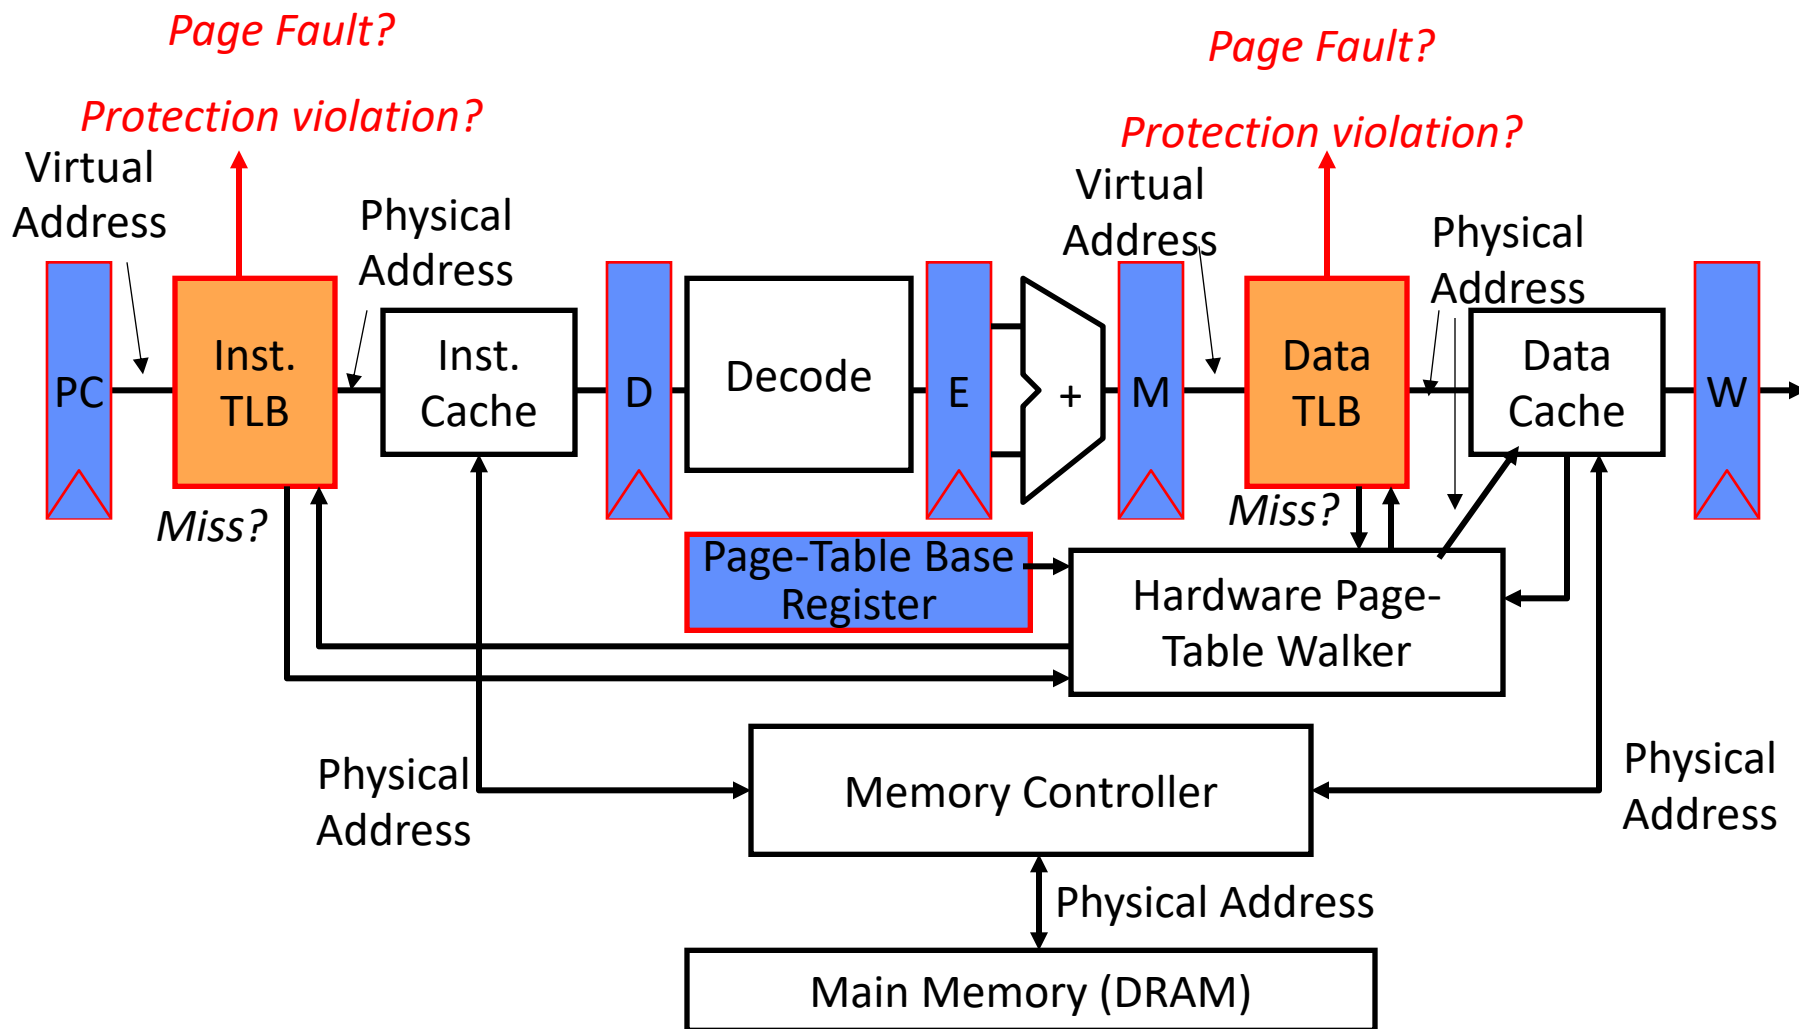 Page Fault?
Protection violation?
Page Fault?
Protection violation?
Virtual
Address
Physical
Address
Virtual
Address
Physical
Address
PC
Inst.
TLB
Inst.
Cache
D
Decode
E
+
M
Data
TLB
Data
Cache
W
Miss?
Miss?
Page-Table Base
Register
Hardware Page-
Table Walker
Physical
Address
Memory Controller
Physical
Address
Physical Address
Main Memory (DRAM)